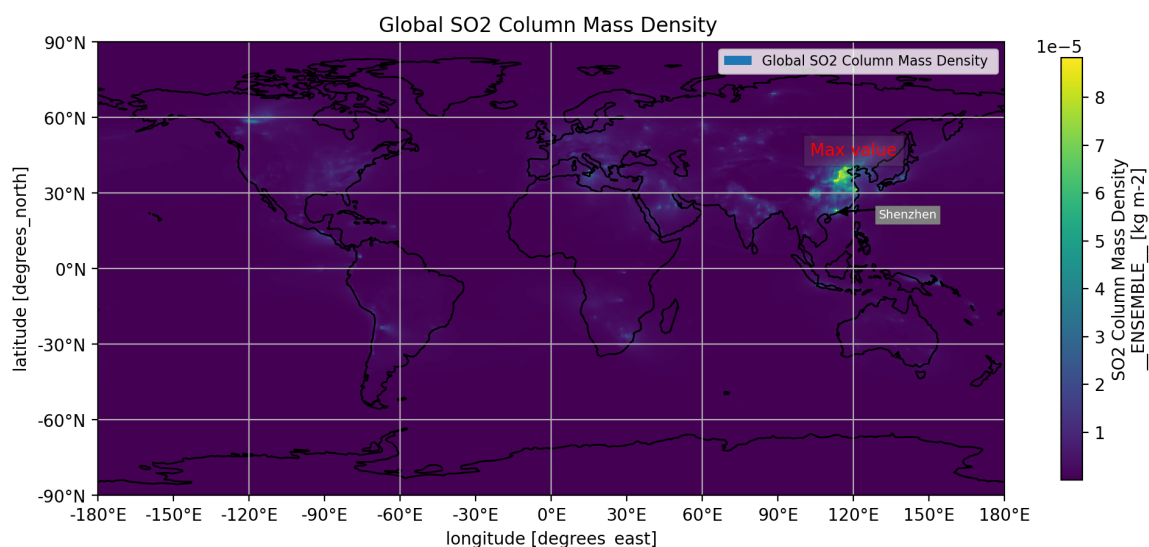 Global SO2 Column Mass Density
90°N
60°N
30°N
0°N
-30°N
-60°N
-90°N
latitude [degrees_north]
Global SO2 Column Mass Density
Max value
Shenzhen
-180°E -150°E -120°E -90°E -60°E -30°E 0°E 30°E 60°E 90°E 120°E 150°E 180°E
longitude [degrees_east]
1e−5
8
7
6
5
4
3
2
1
SO2 Column Mass Density
__ENSEMBLE__ [kg m-2]